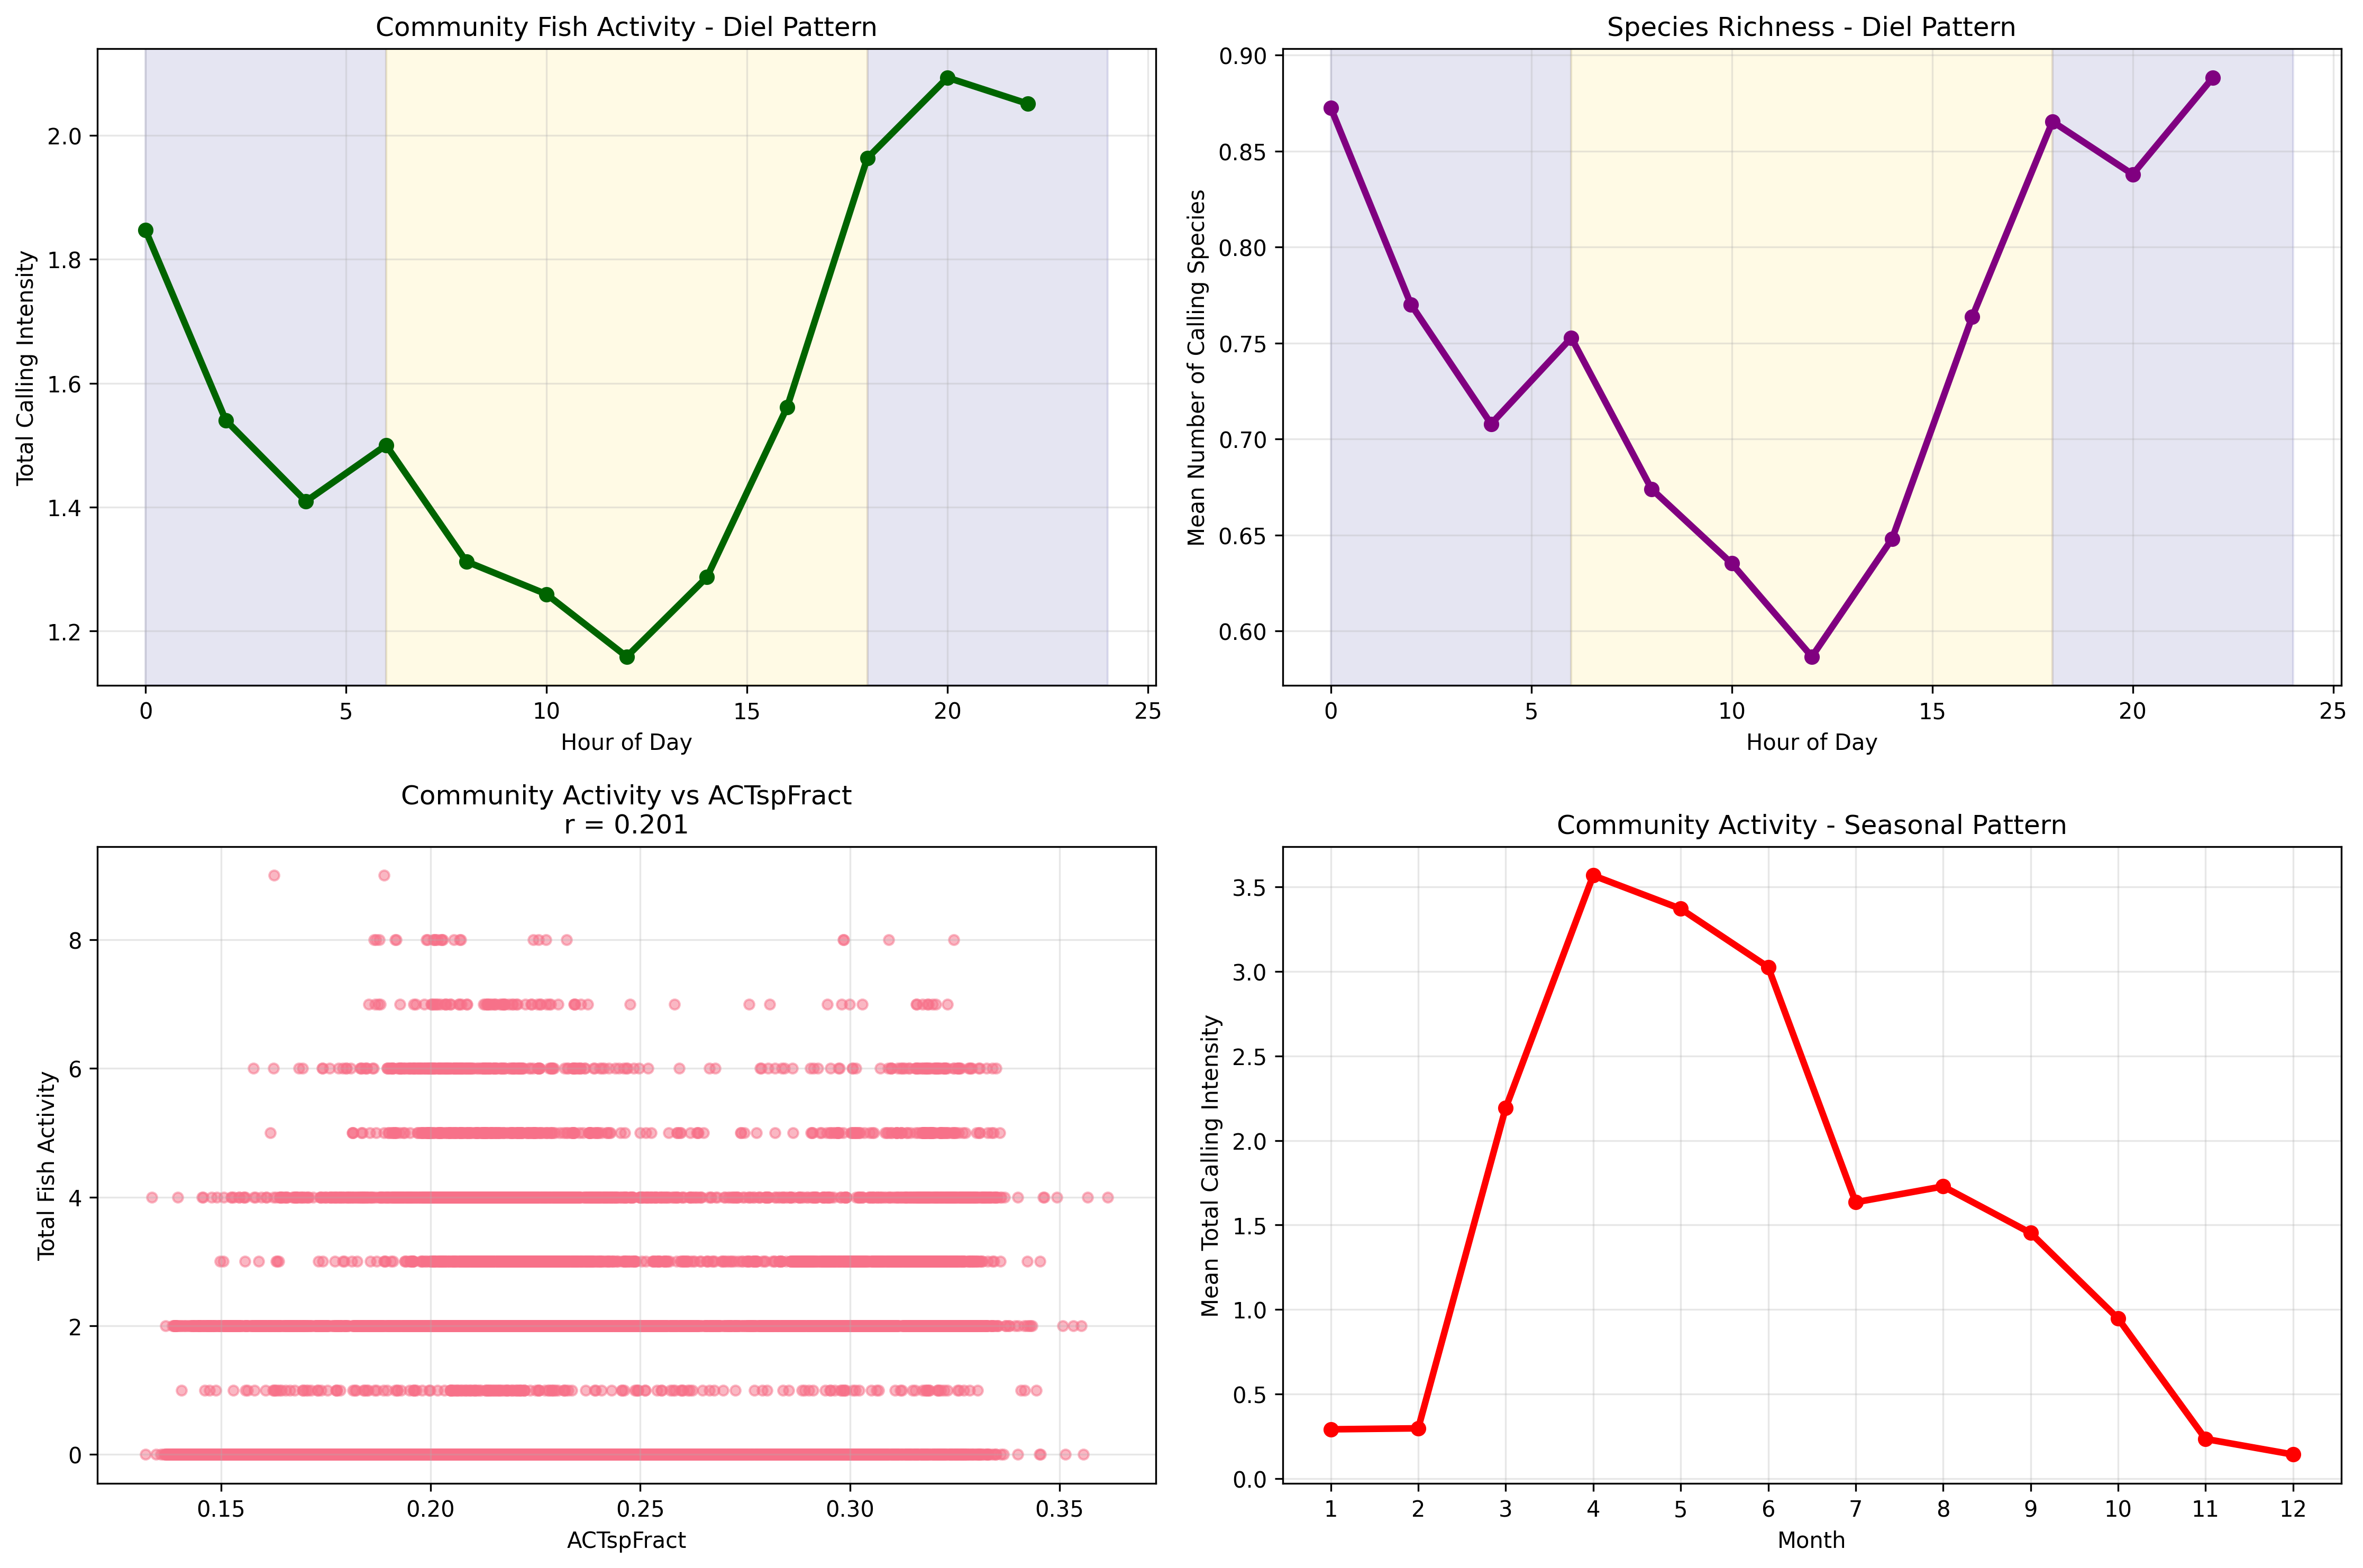 Community Fish Activity - Diel Pattern
Total Calling Intensity
2.0
1.8
1.6
1.4
1.2
0 5 10 15 20 25
Hour of Day
Species Richness - Diel Pattern
Mean Number of Calling Species
0.90
0.85
0.80
0.75
0.70
0.65
0.60
0 5 10 15 20 25
Hour of Day
Community Activity vs ACTspFract
r = 0.201
Total Fish Activity
8
6
4
2
0
0.15 0.20 0.25 0.30 0.35
ACTspFract
Community Activity - Seasonal Pattern
Mean Total Calling Intensity
3.5
3.0
2.5
2.0
1.5
1.0
0.5
0.0
1 2 3 4 5 6 7 8 9 10 11 12
Month